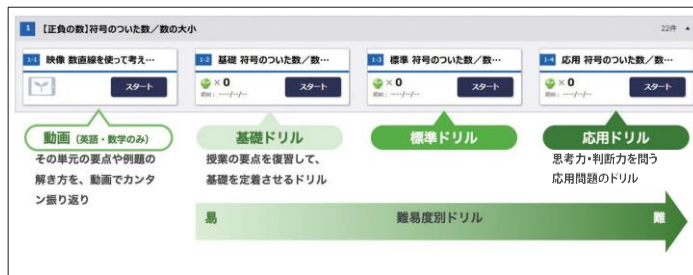 1 【正負の数】符号のついた数／数の大小
22件 ▲
1-1 映像 数直線を使って考え…
スタート
1-2 基礎 符号のついた数／数…
× 0
スタート
1-3 標準 符号のついた数／数…
× 0
スタート
1-4 応用 符号のついた数／数…
× 0
スタート
動画（英語・数学のみ）
その単元の要点や例題の
解き方を、動画でカンタ
ン振り返り
基礎ドリル
授業の要点を復習して、
基礎を定着させるドリル
標準ドリル
応用ドリル
思考力・判断力を問う
応用問題のドリル
易 難易度別ドリル 難